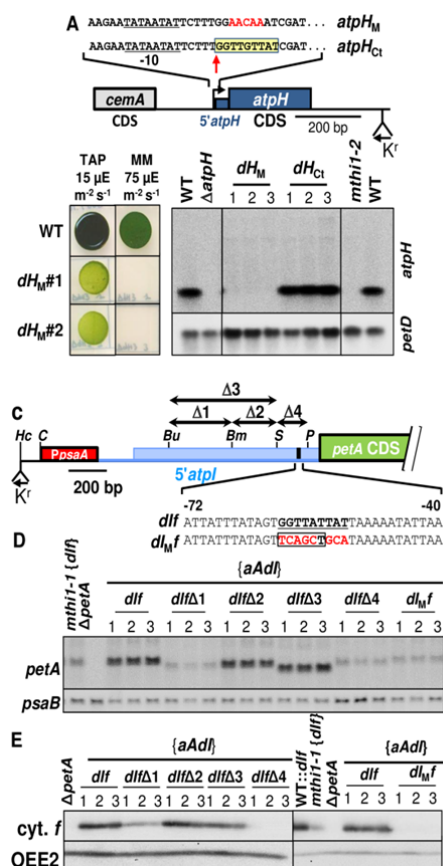 A
AAGAATATAATATTCTTTGGAACAAATCGAT... atpHM
AAGAATATAATATTCTTTGGTTGTTATCGAT... atpHCt
-10
cemA
CDS
5'atpH
atpH
CDS
200 bp
Kr
TAP
15 µE
m-2 s-1
MM
75 µE
m-2 s-1
WT
dHM#1
dHM#2
WT
ΔatpH
dHM
1 2 3
dHCt
1 2 3
mthi1-2
WT
atpH
petD
C
Δ3
Δ1 Δ2 Δ4
Hc C Bu Bm S P
PpsaA
petA CDS
Kr
200 bp
5'atpI
-72 -40
dIf ATTATTTATAGTGGTTATTATTAAAAATATTAA
dIMf ATTATTTATAGTTCAGCTGCATAAAAATATTAA
D
mthi1-1 {dIf}
ΔpetA
{aAdI}
dIf dIfΔ1 dIfΔ2 dIfΔ3 dIfΔ4 dIMf
1 2 3 1 2 3 1 2 3 1 2 3 1 2 3 1 2 3
petA
psaB
E
ΔpetA
{aAdI}
dIf dIfΔ1 dIfΔ2 dIfΔ3 dIfΔ4
1 2 3 1 2 3 1 2 3 1 2 3 1 2 3
WT::dIf
mthi1-1 {dIf}
ΔpetA
{aAdI}
dIf dIMf
1 2 3 1 2 3
cyt. f
OEE2